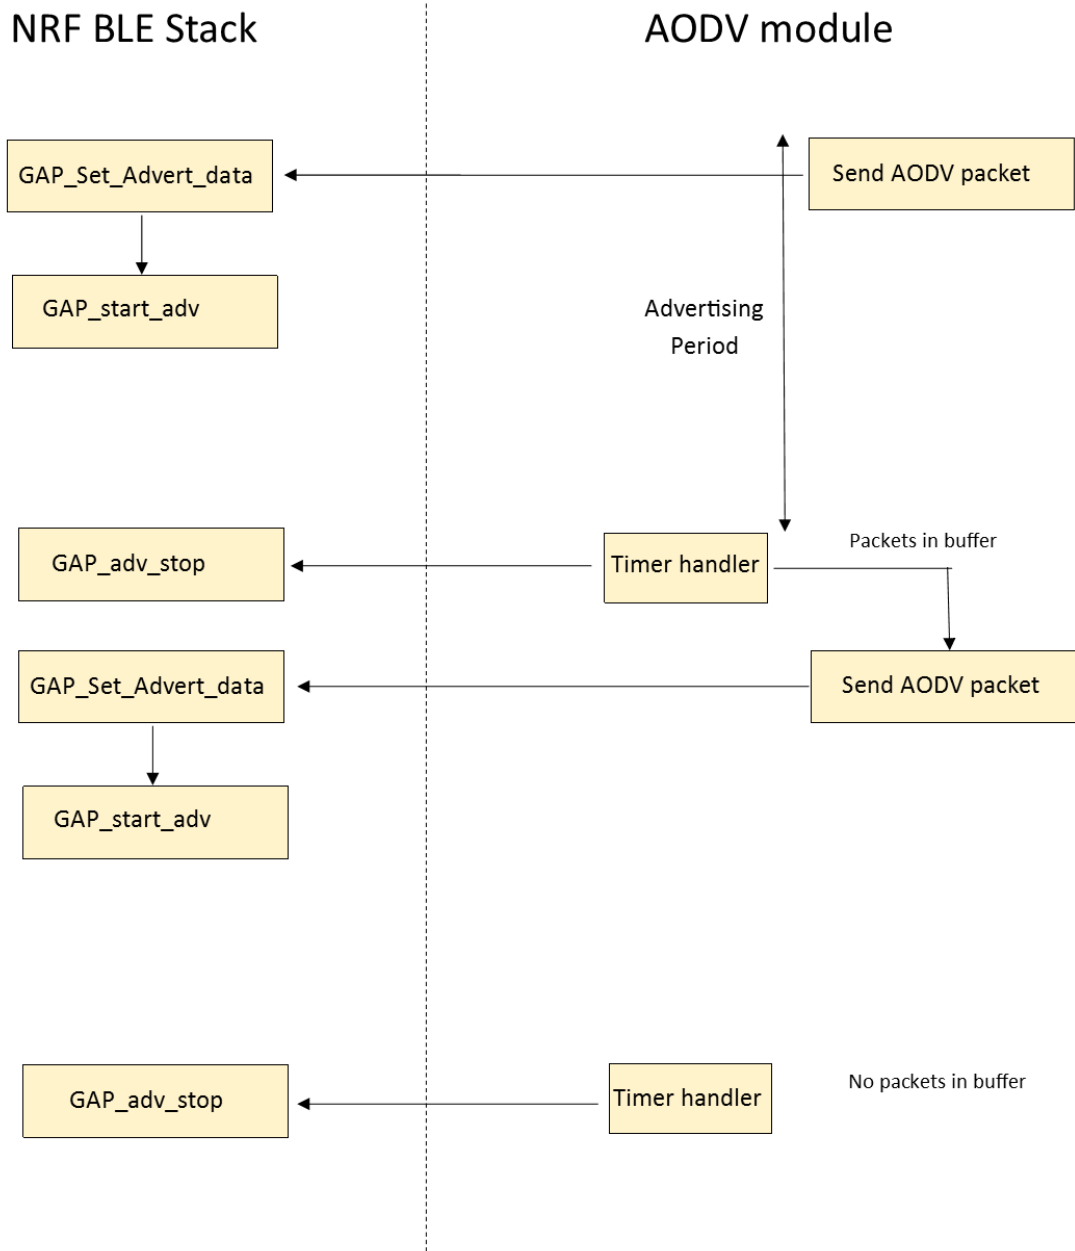 NRF BLE Stack
AODV module
GAP_Set_Advert_data
Send AODV packet
GAP_start_adv
Advertising
Period
GAP_adv_stop
Timer handler
Packets in buffer
GAP_Set_Advert_data
Send AODV packet
GAP_start_adv
GAP_adv_stop
Timer handler
No packets in buffer